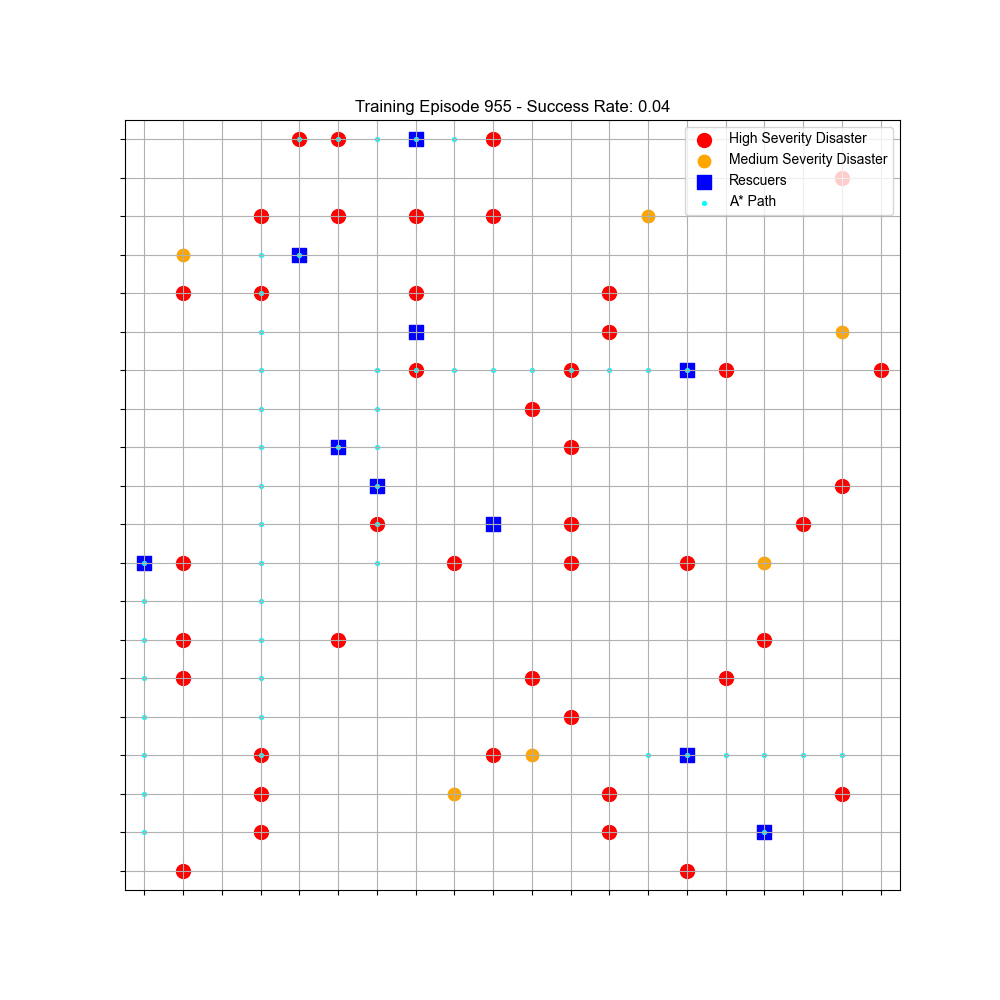 Training Episode 955 - Success Rate: 0.04
High Severity Disaster
Medium Severity Disaster
Rescuers
A* Path